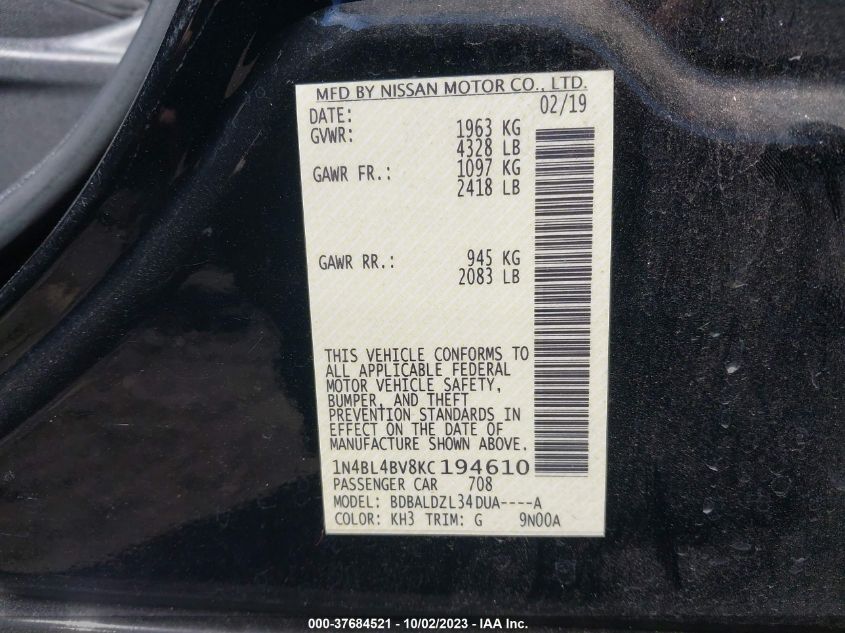 MFD BY NISSAN MOTOR CO., LTD.
DATE: 02/19
GVWR: 1963 KG
4328 LB
GAWR FR.: 1097 KG
2418 LB
GAWR RR.: 945 KG
2083 LB
THIS VEHICLE CONFORMS TO
ALL APPLICABLE FEDERAL
MOTOR VEHICLE SAFETY,
BUMPER, AND THEFT
PREVENTION STANDARDS IN
EFFECT ON THE DATE OF
MANUFACTURE SHOWN ABOVE.
1N4BL4BV8KC194610
PASSENGER CAR 708
MODEL: BDBALDZL34DUA----A
COLOR: KH3 TRIM: G 9N00A
000-37684521 - 10/02/2023 - IAA Inc.